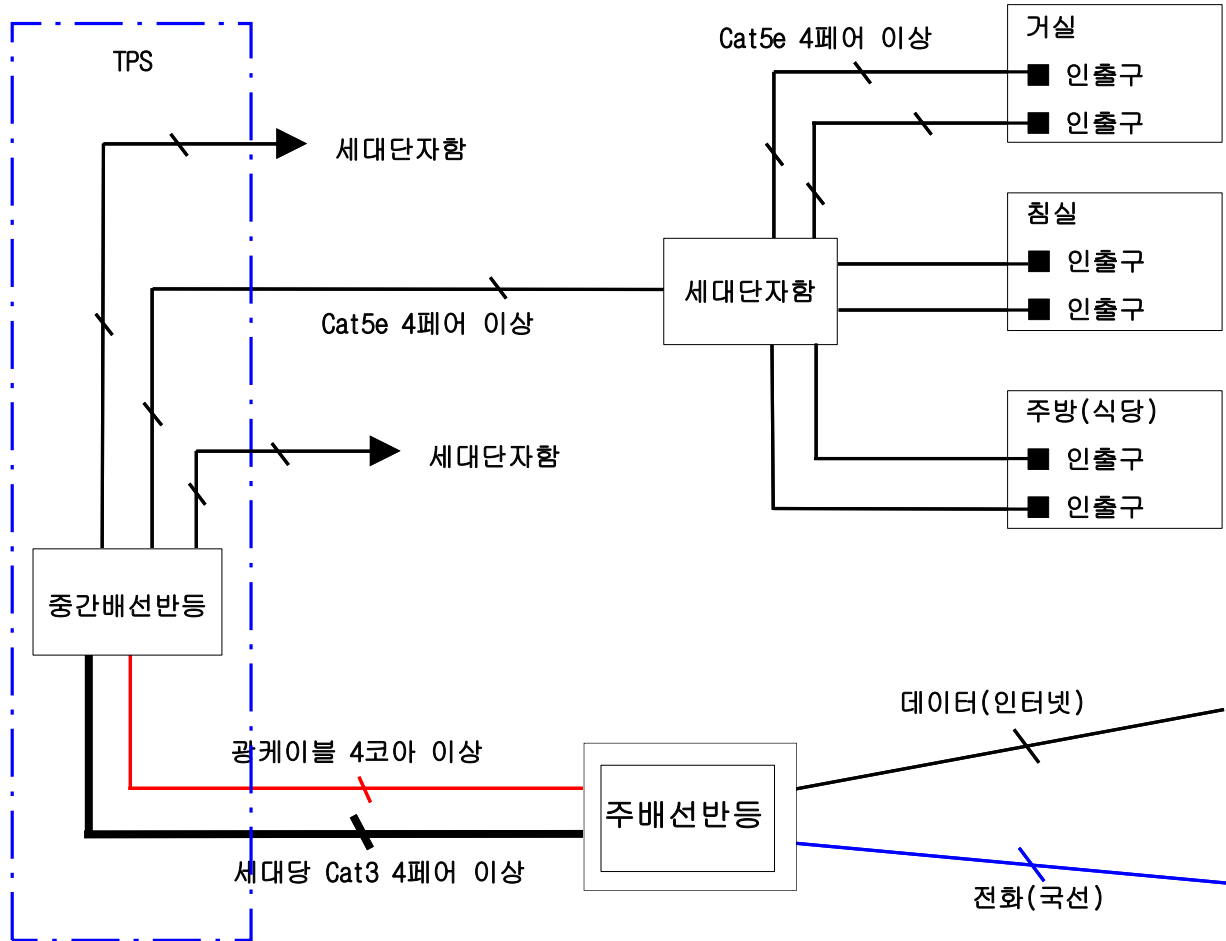 TPS
세대단자함
Cat5e 4페어 이상
거실
인출구
인출구
침실
인출구
인출구
세대단자함
Cat5e 4페어 이상
주방(식당)
인출구
인출구
세대단자함
중간배선반등
광케이블 4코아 이상
세대당 Cat3 4페어 이상
주배선반등
데이터(인터넷)
전화(국선)